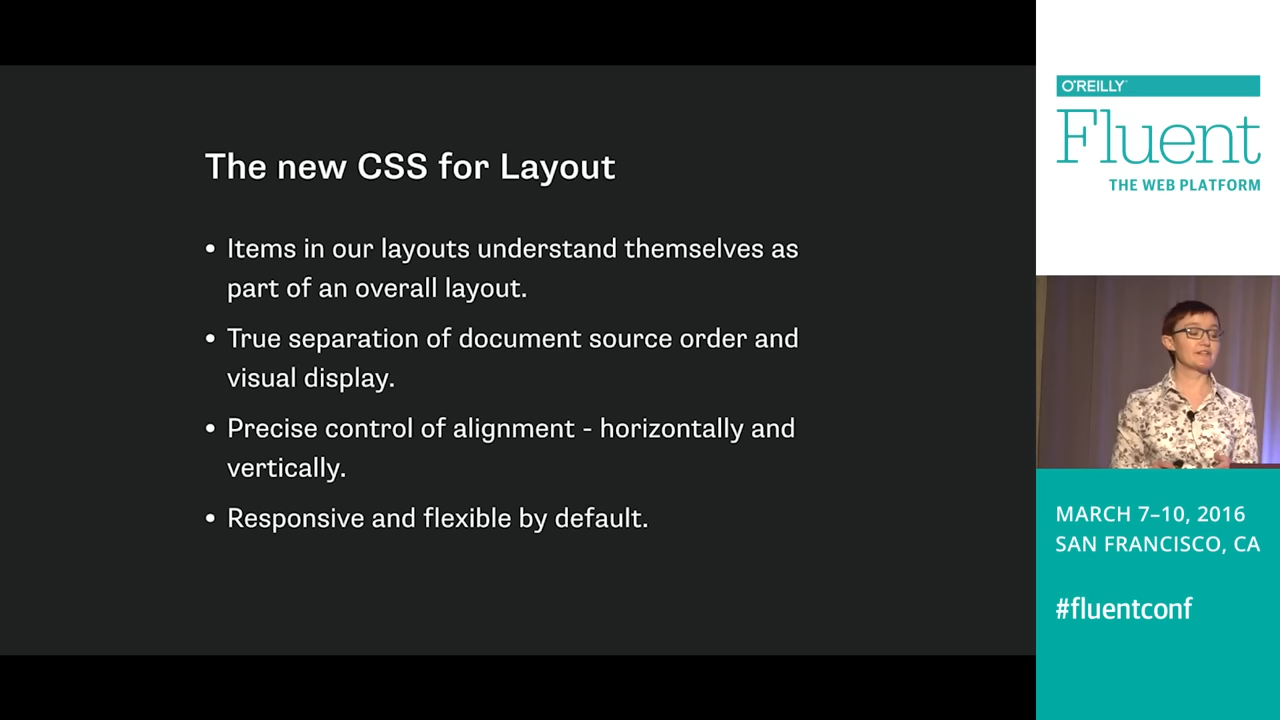 The new CSS for Layout
• Items in our layouts understand themselves as
part of an overall layout.
• True separation of document source order and
visual display.
• Precise control of alignment - horizontally and
vertically.
• Responsive and flexible by default.
O'REILLY™
Fluent
THE WEB PLATFORM
MARCH 7–10, 2016
SAN FRANCISCO, CA
#fluentconf